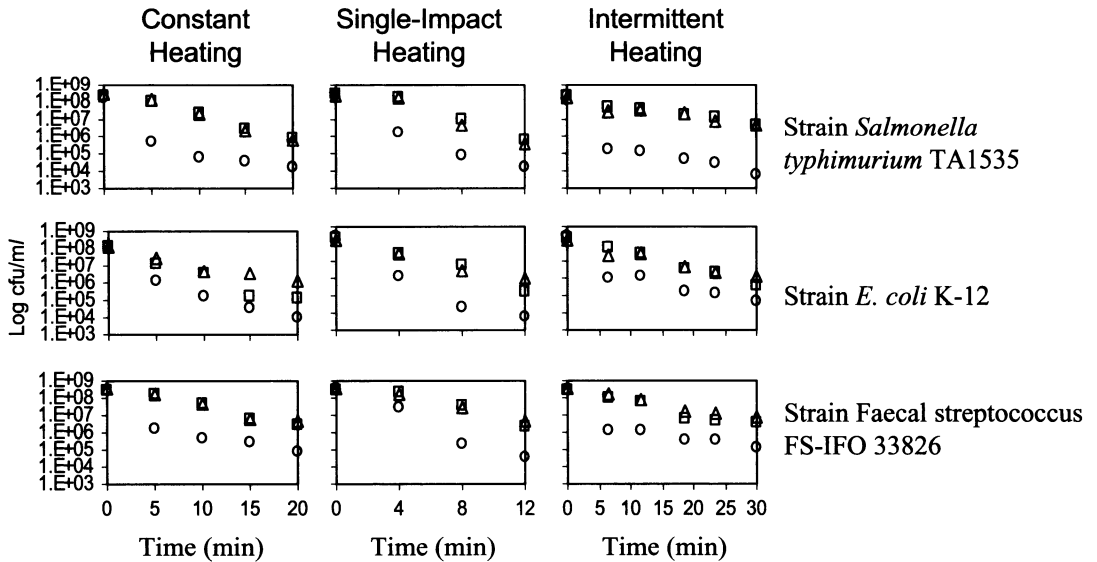 Constant Heating
Single-Impact Heating
Intermittent Heating
1.E+09
1.E+08
1.E+07
1.E+06
1.E+05
1.E+04
1.E+03
Strain Salmonella
typhimurium TA1535
Log cfu/ml
1.E+09
1.E+08
1.E+07
1.E+06
1.E+05
1.E+04
1.E+03
Strain E. coli K-12
1.E+09
1.E+08
1.E+07
1.E+06
1.E+05
1.E+04
1.E+03
Strain Faecal streptococcus
FS-IFO 33826
0 5 10 15 20
0 4 8 12
0 5 10 15 20 25 30
Time (min)
Time (min)
Time (min)